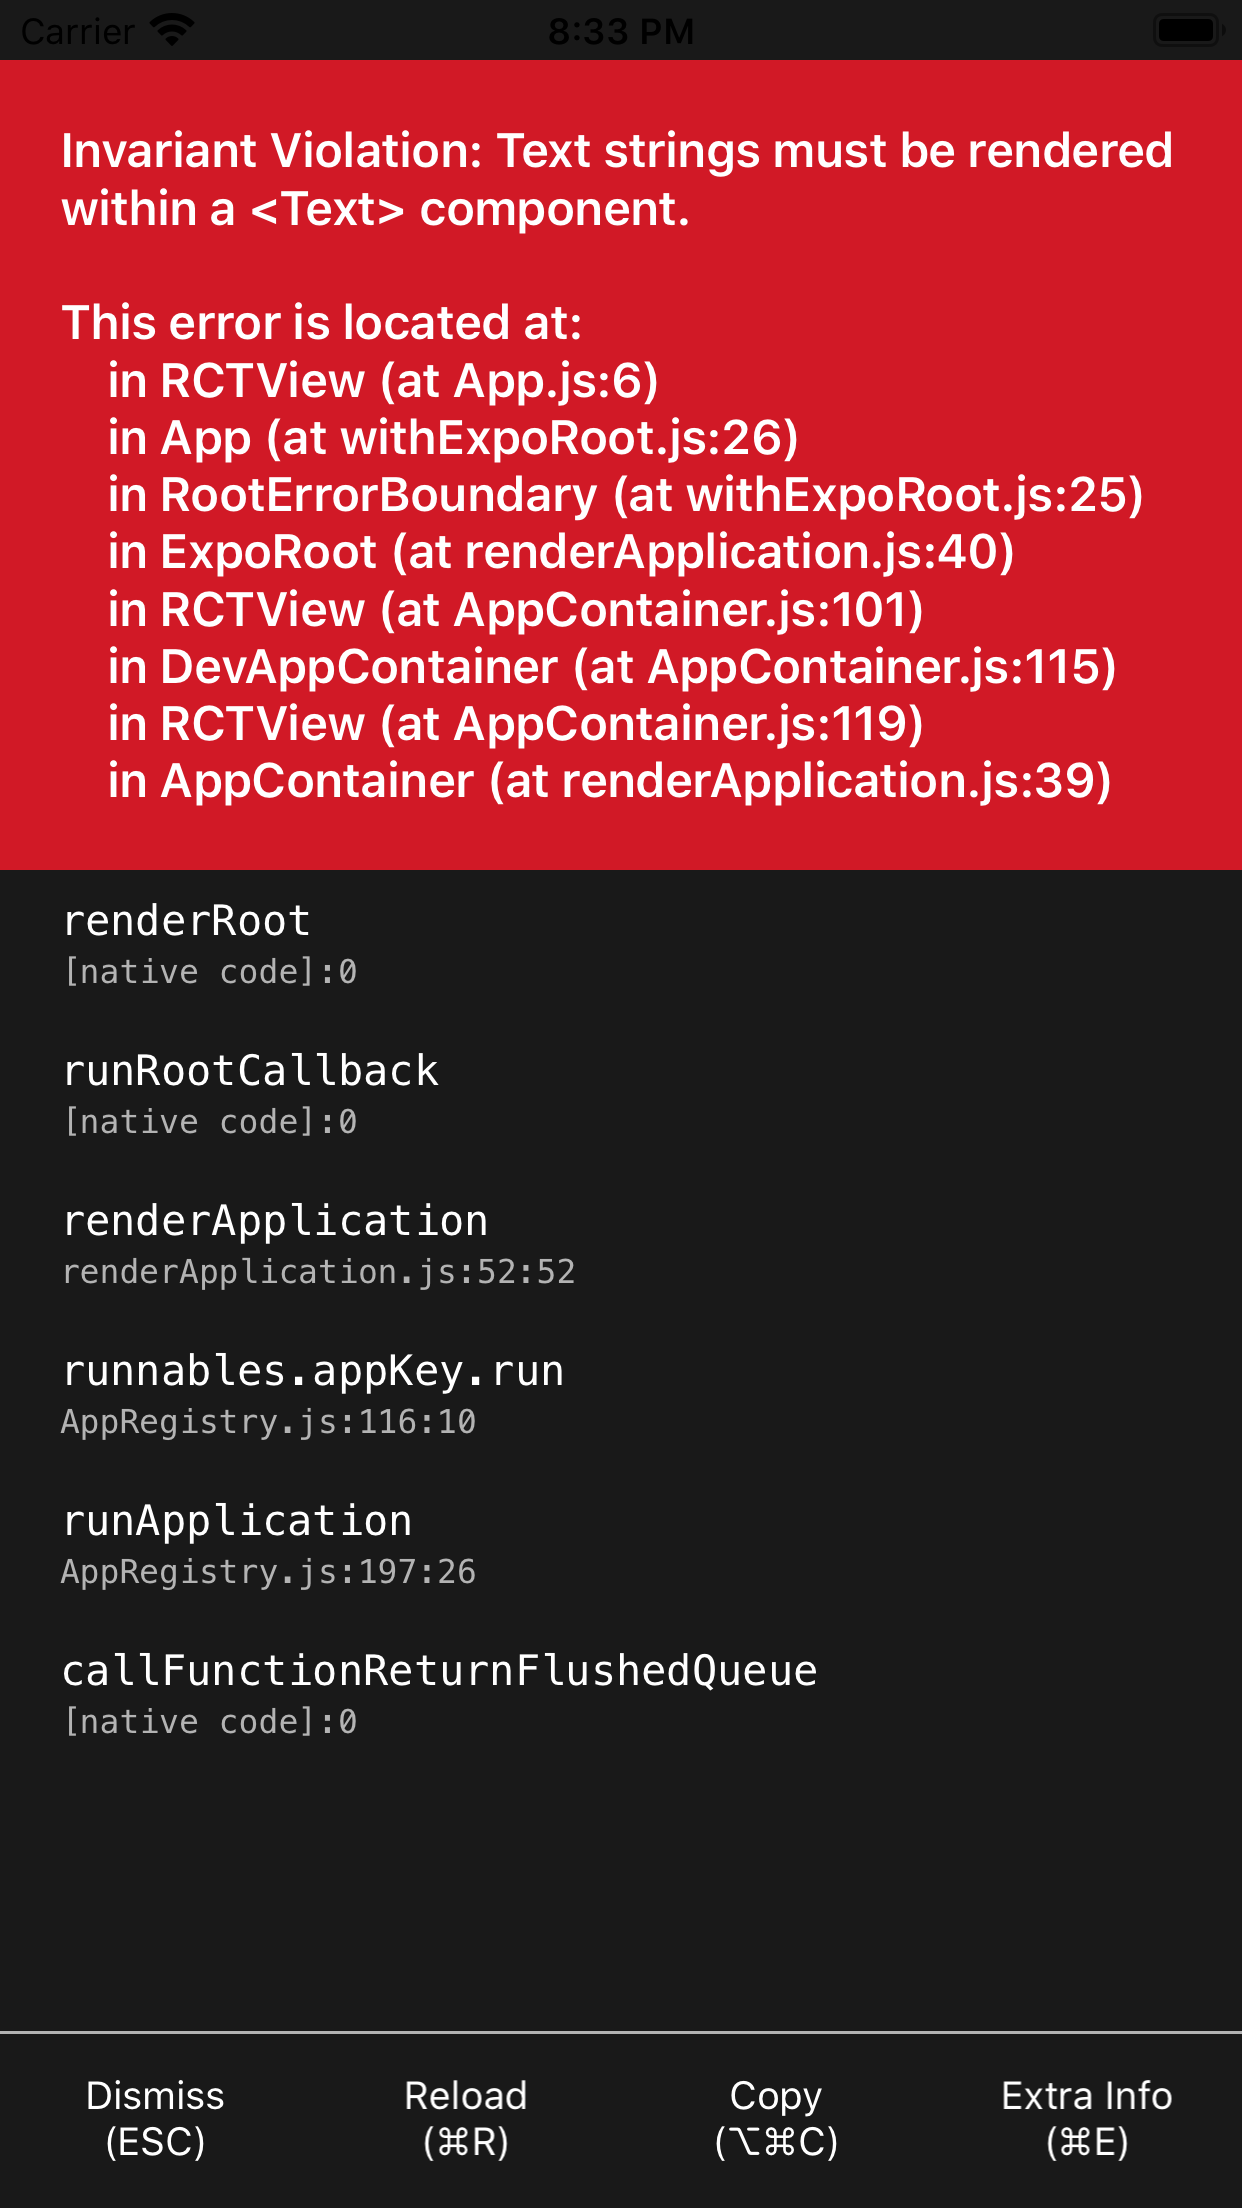 Carrier 8:33 PM
Invariant Violation: Text strings must be rendered
within a <Text> component.
This error is located at:
in RCTView (at App.js:6)
in App (at withExpoRoot.js:26)
in RootErrorBoundary (at withExpoRoot.js:25)
in ExpoRoot (at renderApplication.js:40)
in RCTView (at AppContainer.js:101)
in DevAppContainer (at AppContainer.js:115)
in RCTView (at AppContainer.js:119)
in AppContainer (at renderApplication.js:39)
renderRoot
[native code]:0
runRootCallback
[native code]:0
renderApplication
renderApplication.js:52:52
runnables.appKey.run
AppRegistry.js:116:10
runApplication
AppRegistry.js:197:26
callFunctionReturnFlushedQueue
[native code]:0
Dismiss Reload Copy Extra Info
(ESC) (⌘R) (⌥⌘C) (⌘E)